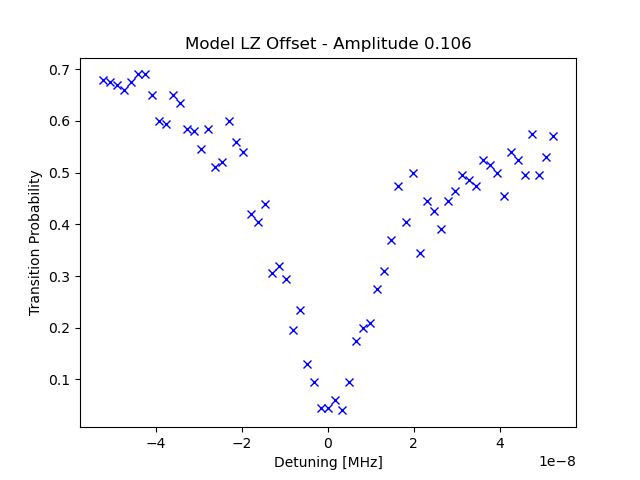 Model LZ Offset - Amplitude 0.106
Transition Probability
0.7
0.6
0.5
0.4
0.3
0.2
0.1
−4 −2 0 2 4
1e−8
Detuning [MHz]